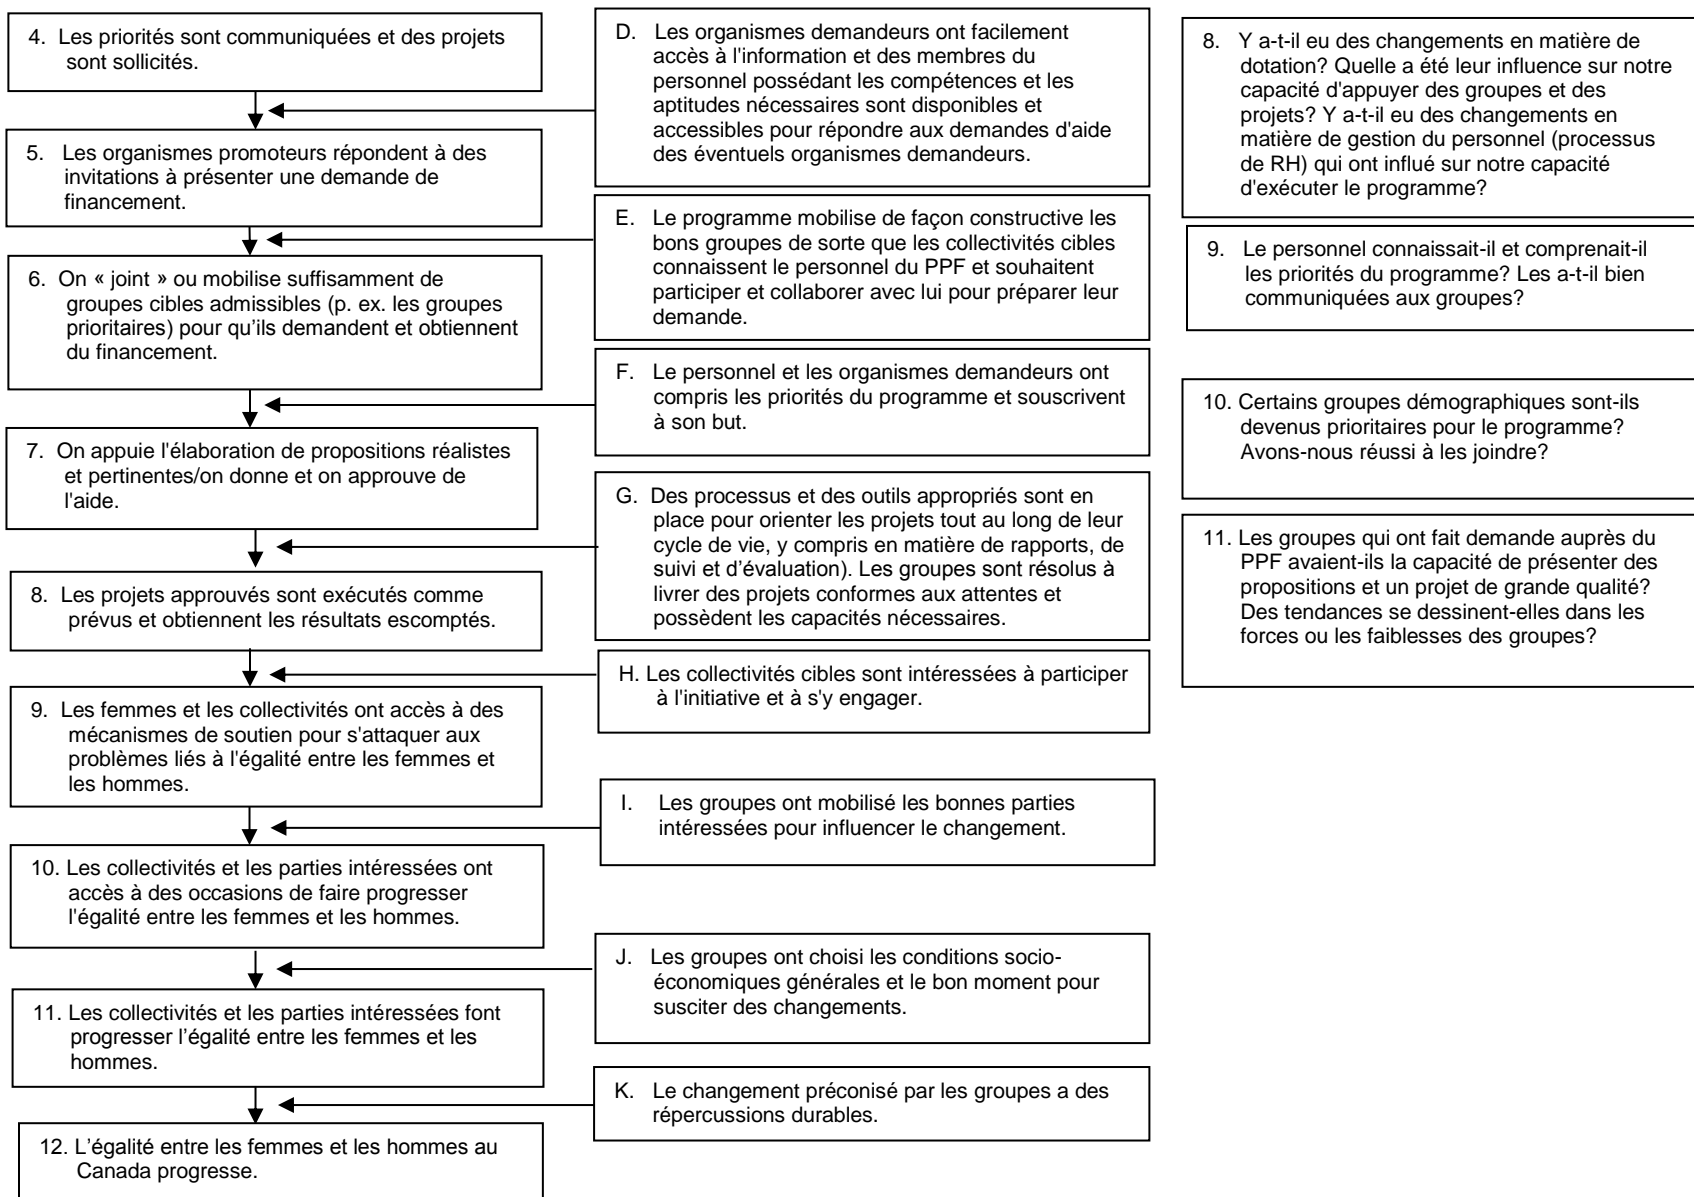 4. Les priorités sont communiquées et des projets
sont sollicités.
5. Les organismes promoteurs répondent à des
invitations à présenter une demande de
financement.
6. On « joint » ou mobilise suffisamment de
groupes cibles admissibles (p. ex. les groupes
prioritaires) pour qu’ils demandent et obtiennent
du financement.
7. On appuie l'élaboration de propositions réalistes
et pertinentes/on donne et on approuve de
l'aide.
8. Les projets approuvés sont exécutés comme
prévus et obtiennent les résultats escomptés.
9. Les femmes et les collectivités ont accès à des
mécanismes de soutien pour s'attaquer aux
problèmes liés à l'égalité entre les femmes et
les hommes.
10. Les collectivités et les parties intéressées ont
accès à des occasions de faire progresser
l'égalité entre les femmes et les hommes.
11. Les collectivités et les parties intéressées font
progresser l’égalité entre les femmes et les
hommes.
12. L’égalité entre les femmes et les hommes au
Canada progresse.
D. Les organismes demandeurs ont facilement
accès à l'information et des membres du
personnel possédant les compétences et les
aptitudes nécessaires sont disponibles et
accessibles pour répondre aux demandes d'aide
des éventuels organismes demandeurs.
E. Le programme mobilise de façon constructive les
bons groupes de sorte que les collectivités cibles
connaissent le personnel du PPF et souhaitent
participer et collaborer avec lui pour préparer leur
demande.
F. Le personnel et les organismes demandeurs ont
compris les priorités du programme et souscrivent
à son but.
G. Des processus et des outils appropriés sont en
place pour orienter les projets tout au long de leur
cycle de vie, y compris en matière de rapports, de
suivi et d’évaluation). Les groupes sont résolus à
livrer des projets conformes aux attentes et
possèdent les capacités nécessaires.
H. Les collectivités cibles sont intéressées à participer
à l'initiative et à s'y engager.
I. Les groupes ont mobilisé les bonnes parties
intéressées pour influencer le changement.
J. Les groupes ont choisi les conditions socio-
économiques générales et le bon moment pour
susciter des changements.
K. Le changement préconisé par les groupes a des
répercussions durables.
8. Y a-t-il eu des changements en matière de
dotation? Quelle a été leur influence sur notre
capacité d'appuyer des groupes et des
projets? Y a-t-il eu des changements en
matière de gestion du personnel (processus
de RH) qui ont influé sur notre capacité
d'exécuter le programme?
9. Le personnel connaissait-il et comprenait-il
les priorités du programme? Les a-t-il bien
communiquées aux groupes?
10. Certains groupes démographiques sont-ils
devenus prioritaires pour le programme?
Avons-nous réussi à les joindre?
11. Les groupes qui ont fait demande auprès du
PPF avaient-ils la capacité de présenter des
propositions et un projet de grande qualité?
Des tendances se dessinent-elles dans les
forces ou les faiblesses des groupes?